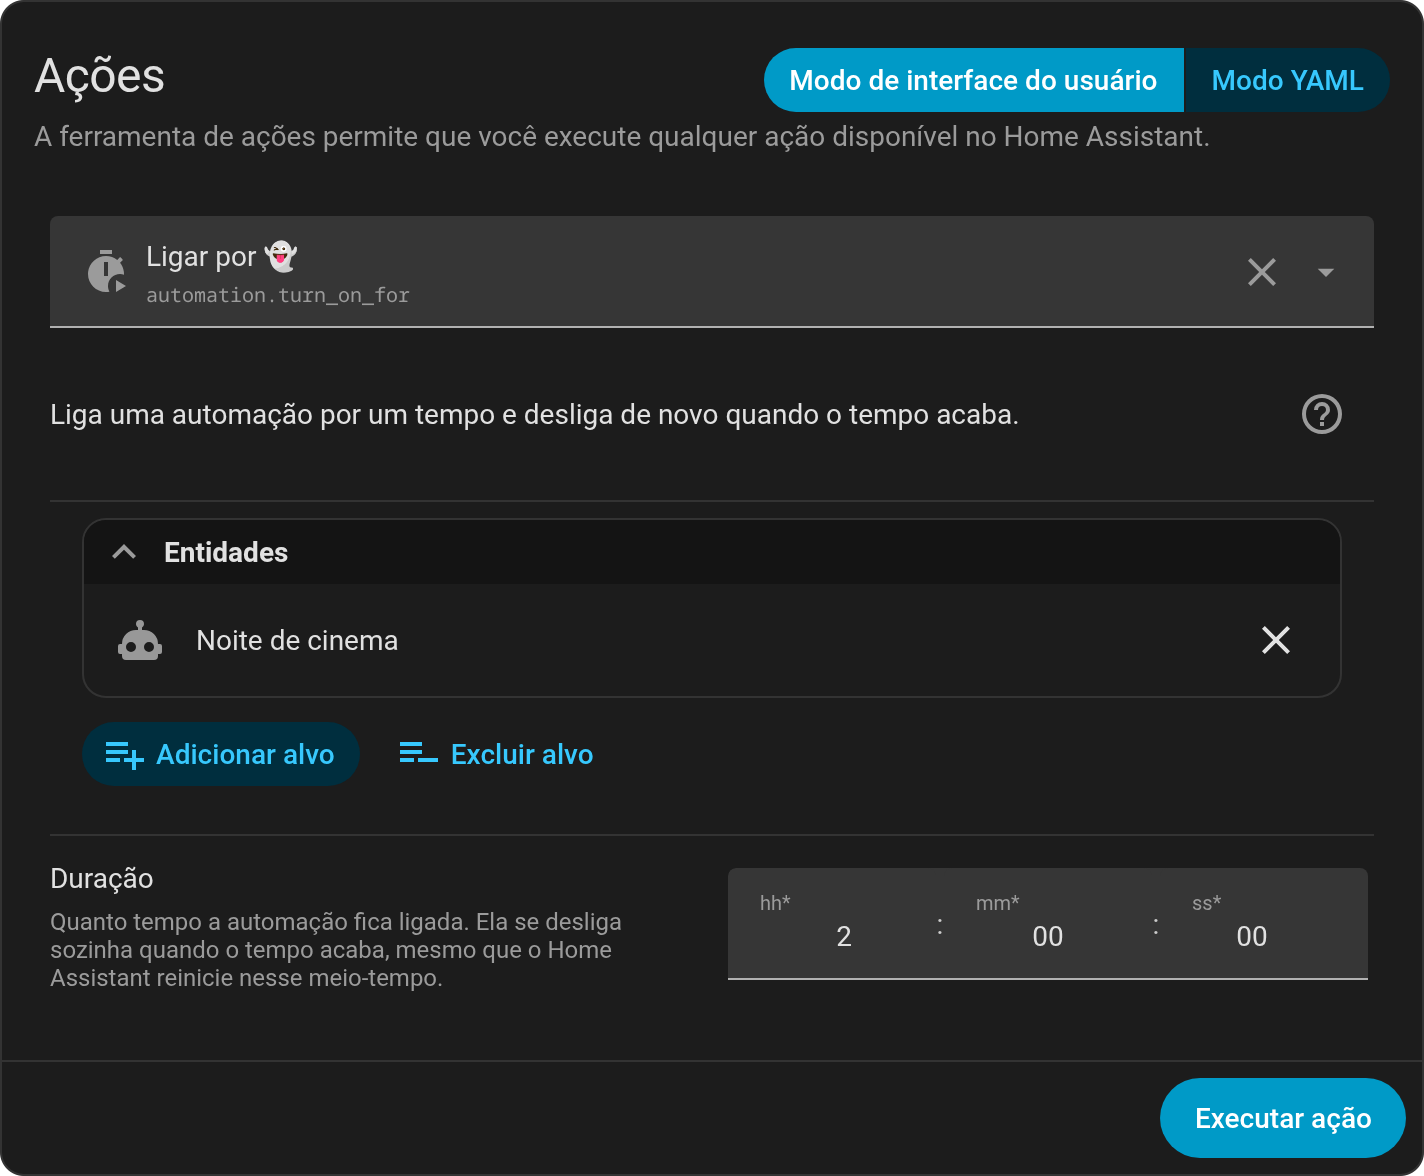 Ações
Modo de interface do usuário
Modo YAML
A ferramenta de ações permite que você execute qualquer ação disponível no Home Assistant.
Ligar por 👻
automation.turn_on_for
Liga uma automação por um tempo e desliga de novo quando o tempo acaba.
Entidades
Noite de cinema
Adicionar alvo
Excluir alvo
Duração
Quanto tempo a automação fica ligada. Ela se desliga
sozinha quando o tempo acaba, mesmo que o Home
Assistant reinicie nesse meio-tempo.
hh* mm* ss*
2 : 00 : 00
Executar ação